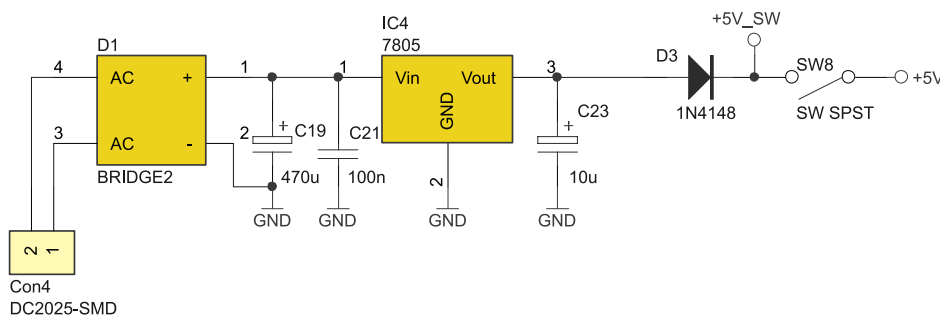 IC4
7805
+5V_SW
D1
D3
4
AC
+
1
1
Vin
Vout
3
SW8
+5V
GND
1N4148
SW SPST
3
AC
-
2
+
C19
C21
+
C23
BRIDGE2
470u
100n
2
10u
GND
GND
GND
GND
2
1
Con4
DC2025-SMD